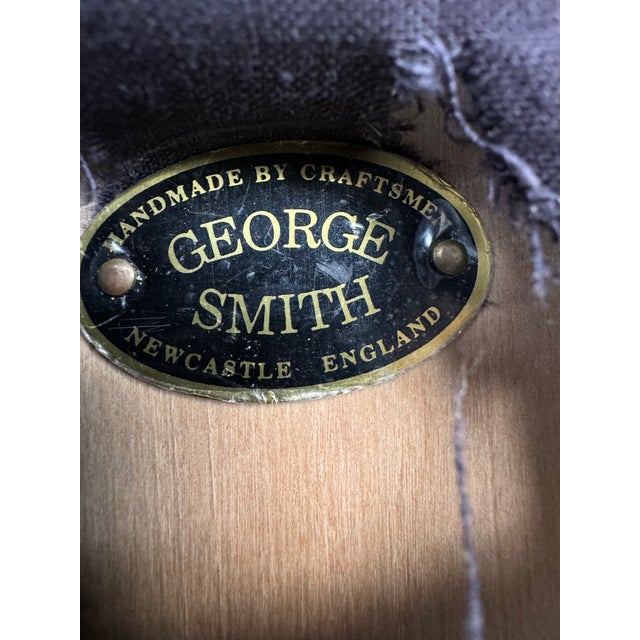 HANDMADE BY CRAFTSMEN
GEORGE
SMITH
NEWCASTLE ENGLAND